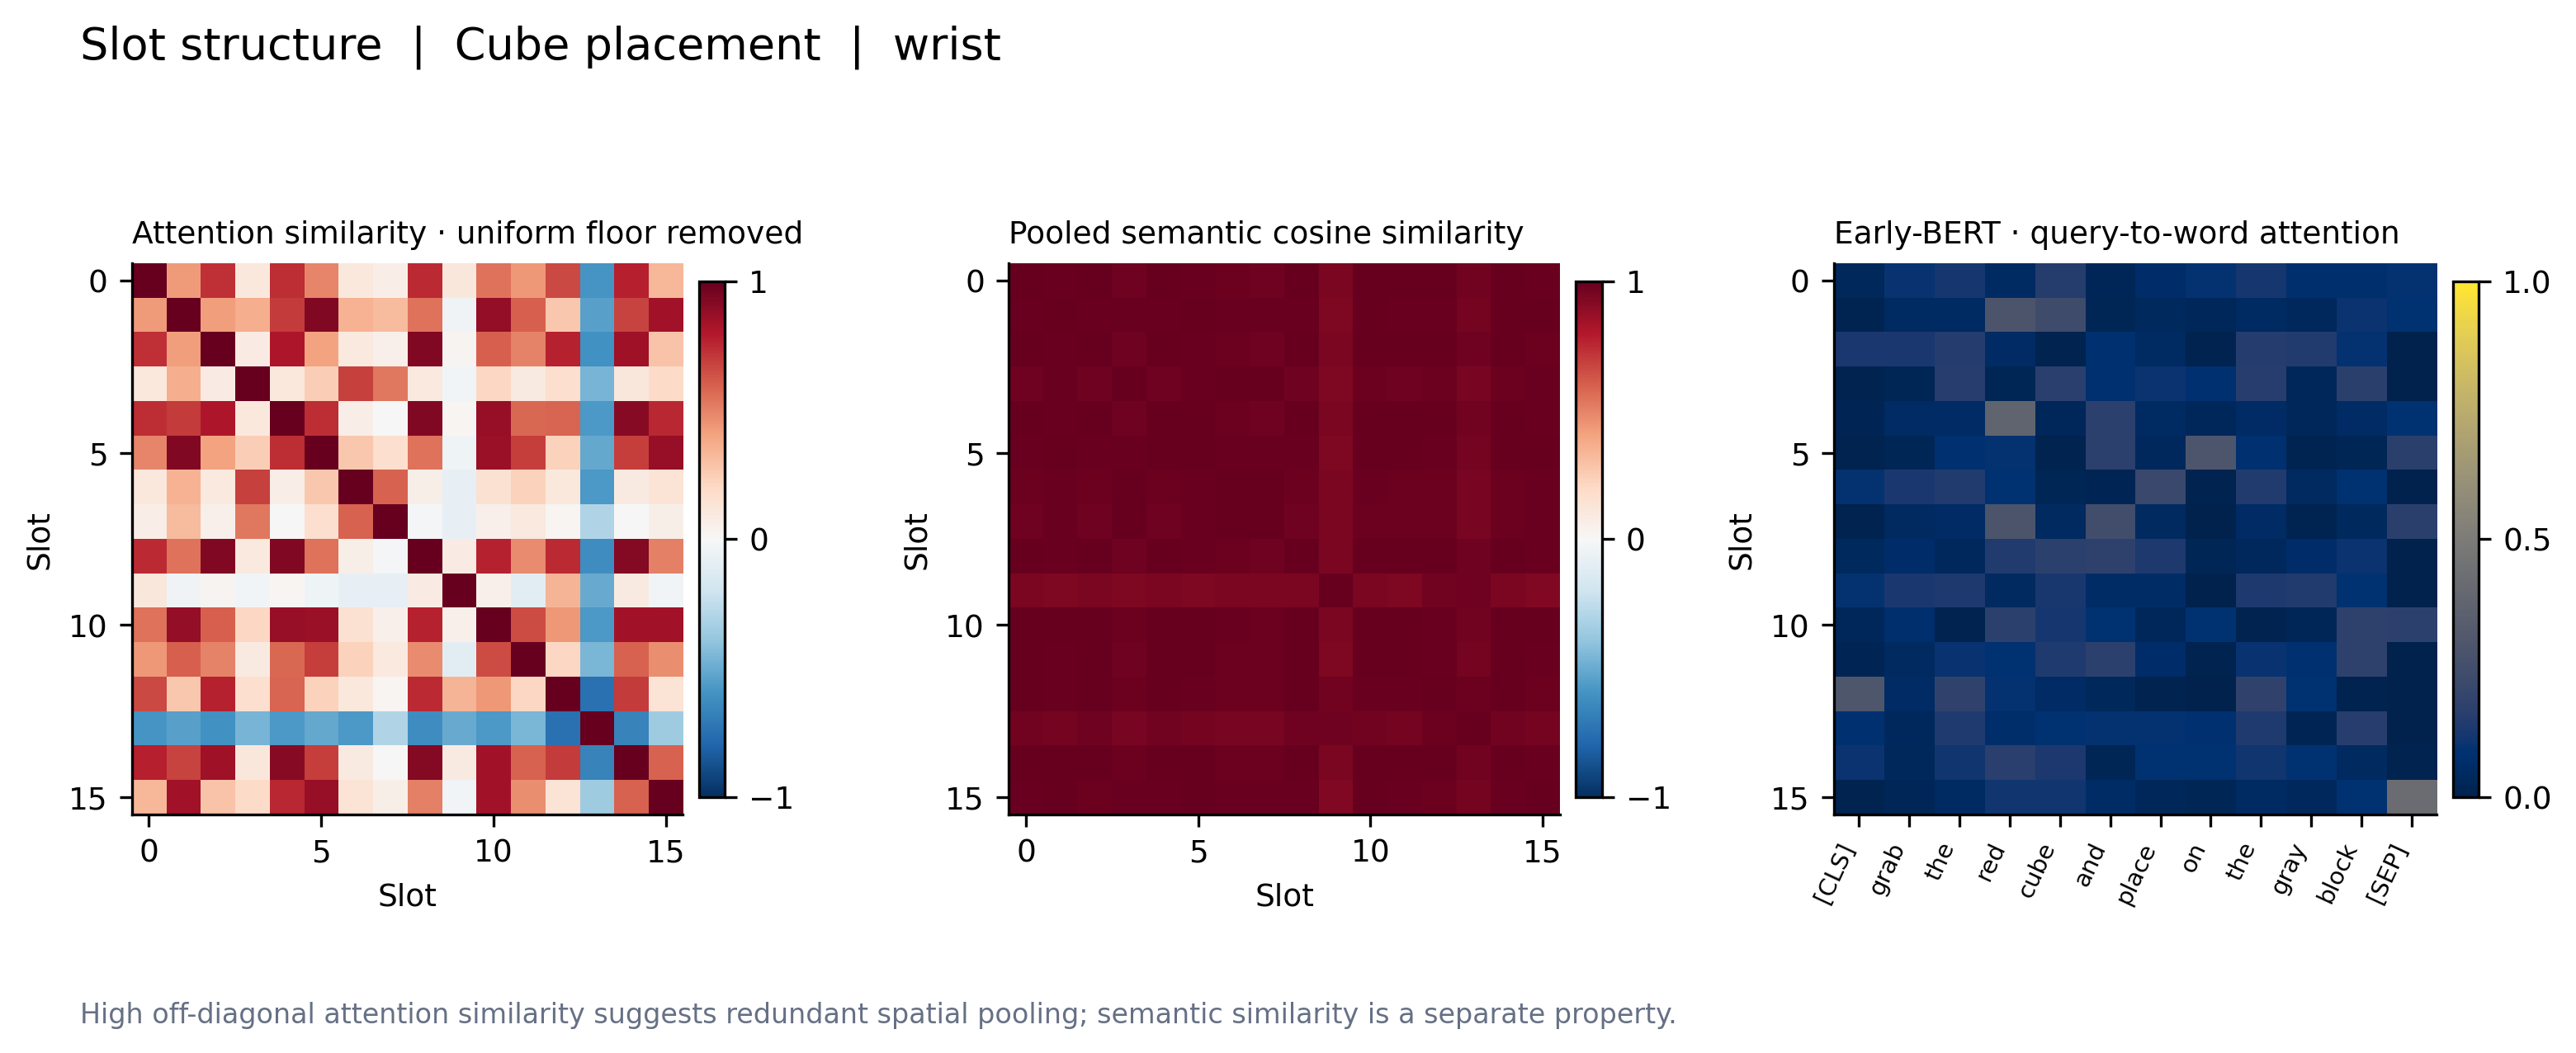 Slot structure | Cube placement | wrist
Attention similarity · uniform floor removed
0
5
10
15
Slot
0
5
10
15
Slot
1
0
−1
Pooled semantic cosine similarity
0
5
10
15
Slot
0
5
10
15
Slot
1
0
−1
Early-BERT · query-to-word attention
0
5
10
15
Slot
[CLS]
grab
the
red
cube
and
place
on
the
gray
block
[SEP]
1.0
0.5
0.0
High off-diagonal attention similarity suggests redundant spatial pooling; semantic similarity is a separate property.